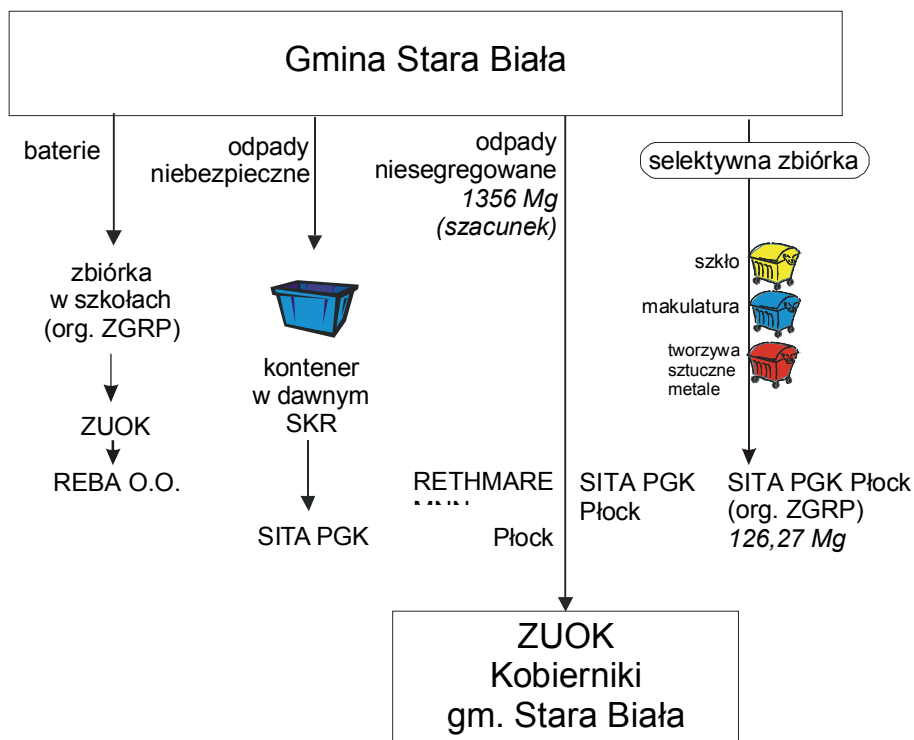 Gmina Stara Biała
baterie
zbiórka
w szkołach
(org. ZGRP)
ZUOK
REBA O.O.
odpady
niebezpieczne
kontener
w dawnym
SKR
SITA PGK
odpady
niesegregowane
1356 Mg
(szacunek)
RETHMARE
Płock
SITA PGK
Płock
selektywna zbiórka
szkło
makulatura
tworzywa
sztuczne
metale
SITA PGK Płock
(org. ZGRP)
126,27 Mg
ZUOK
Kobierniki
gm. Stara Biała